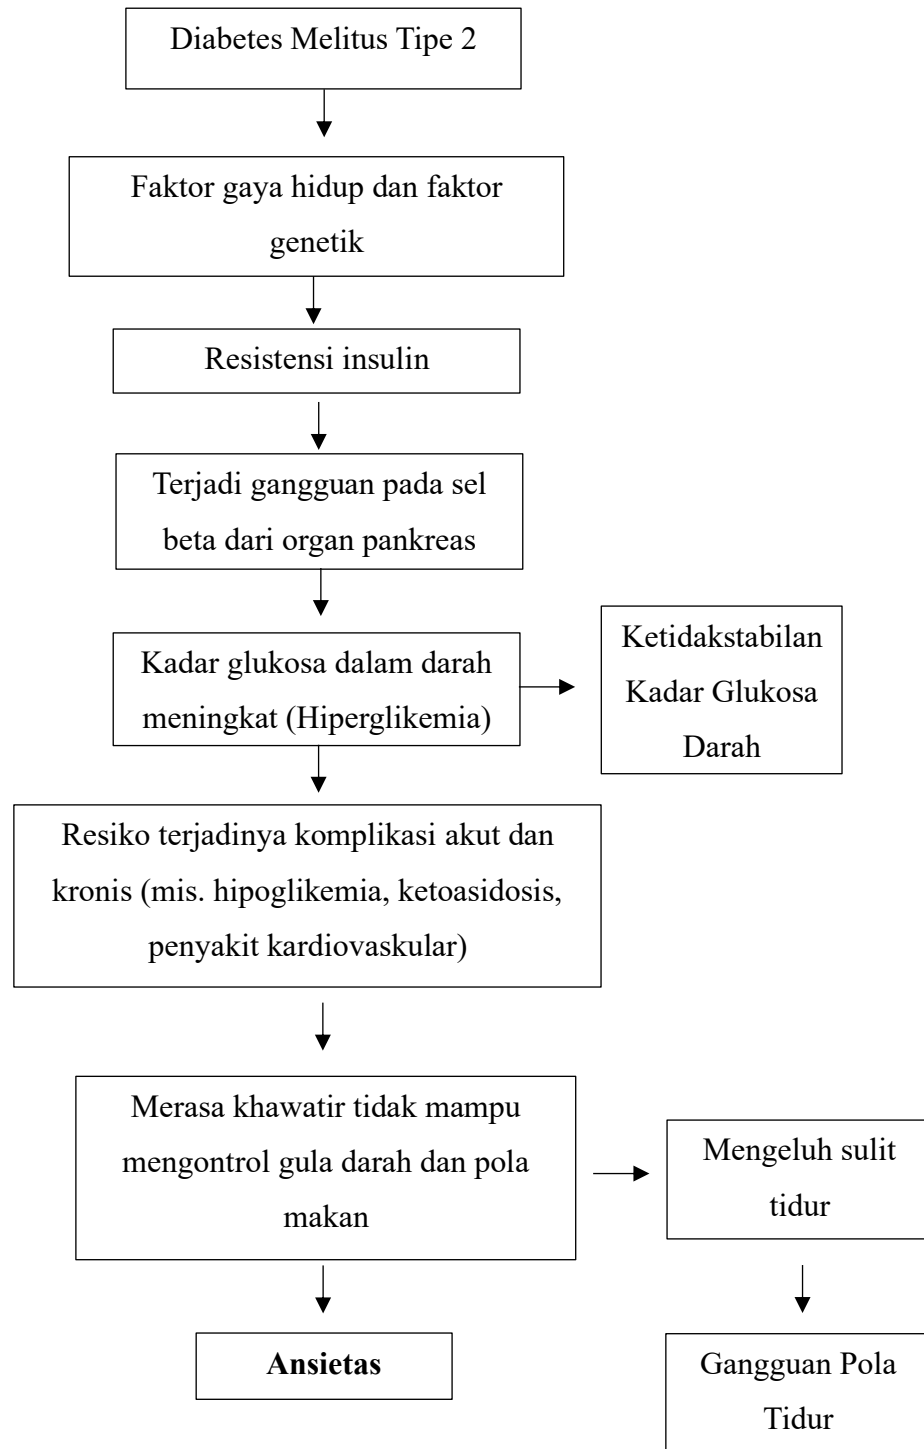 Diabetes Melitus Tipe 2
Faktor gaya hidup dan faktor
genetik
Resistensi insulin
Terjadi gangguan pada sel
beta dari organ pankreas
Kadar glukosa dalam darah
meningkat (Hiperglikemia)
Ketidakstabilan
Kadar Glukosa
Darah
Resiko terjadinya komplikasi akut dan
kronis (mis. hipoglikemia, ketoasidosis,
penyakit kardiovaskular)
Merasa khawatir tidak mampu
mengontrol gula darah dan pola
makan
Mengeluh sulit
tidur
Ansietas
Gangguan Pola
Tidur